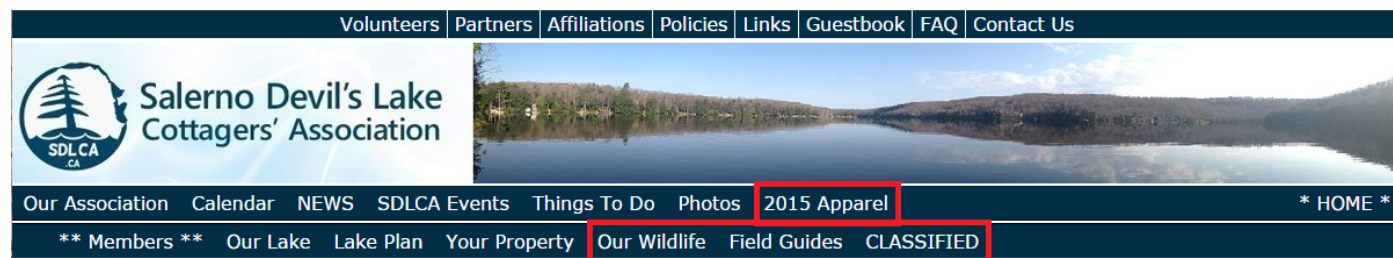 Volunteers Partners Affiliations Policies Links Guestbook FAQ Contact Us
Salerno Devil's Lake
Cottagers' Association
SDLCA
.CA
Our Association Calendar NEWS SDLCA Events Things To Do Photos 2015 Apparel * HOME *
** Members ** Our Lake Lake Plan Your Property Our Wildlife Field Guides CLASSIFIED